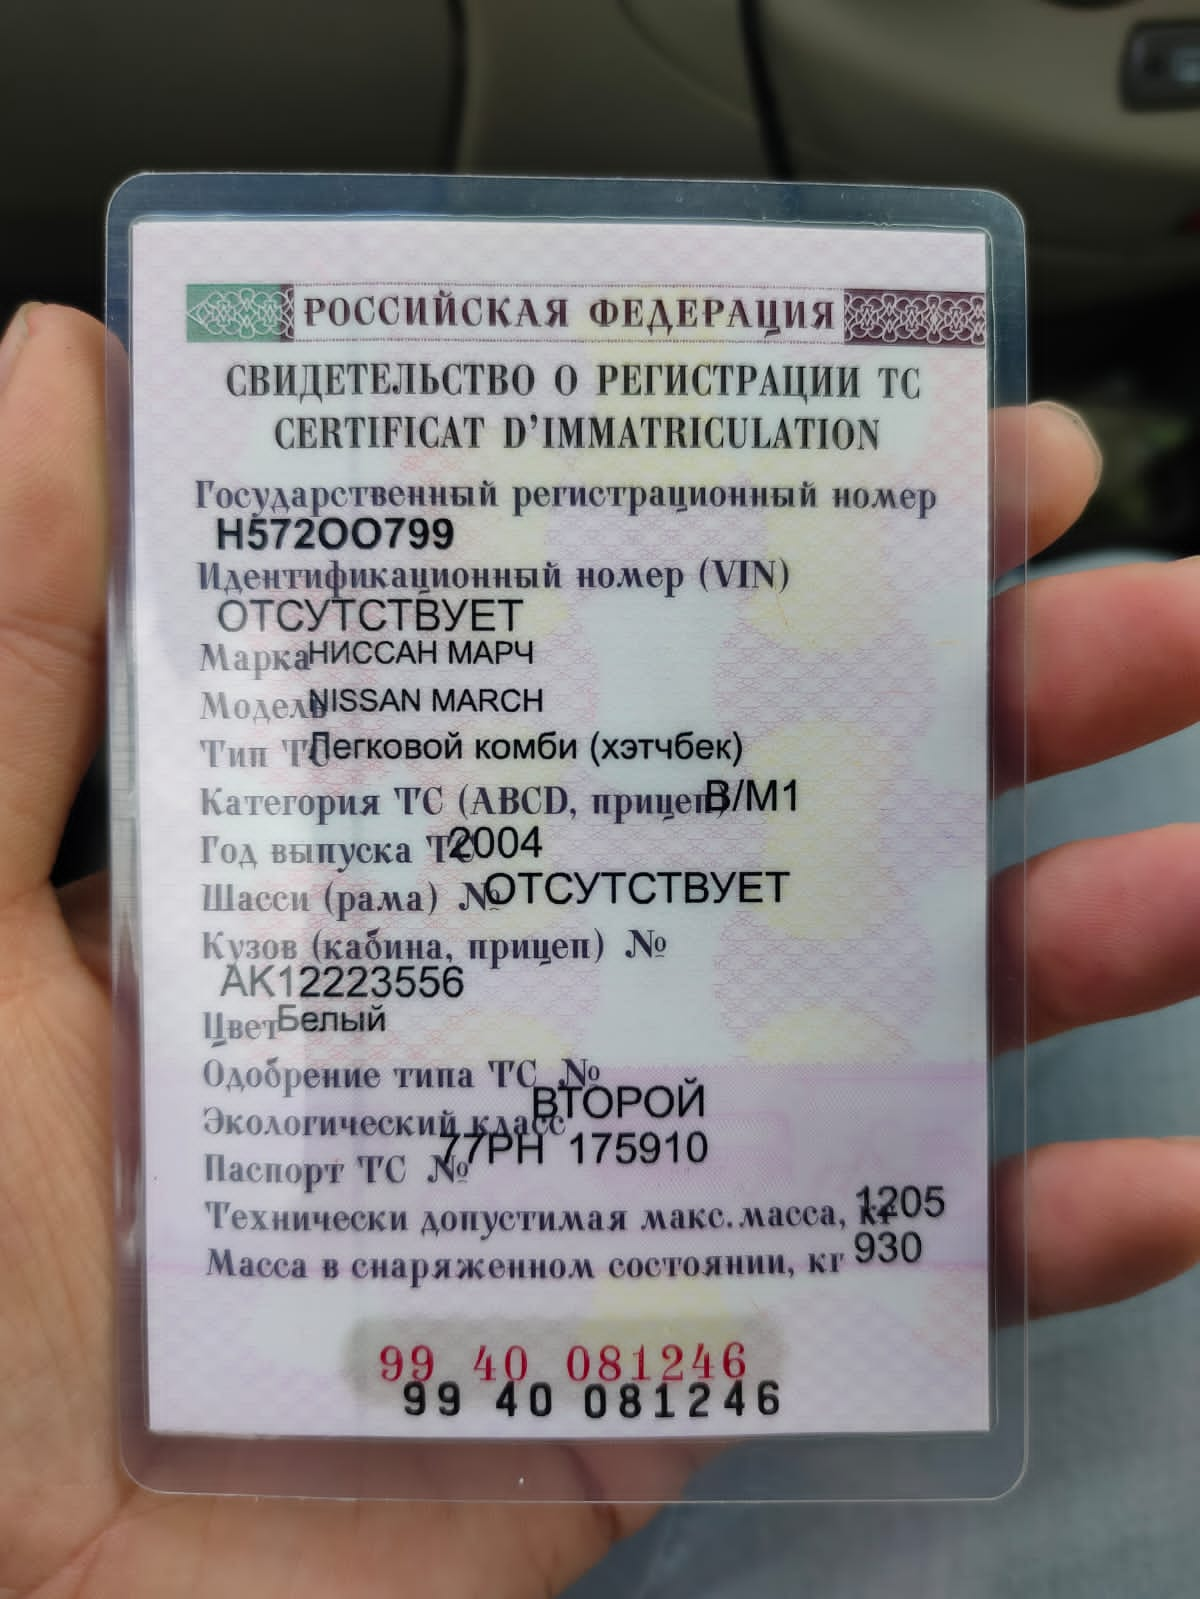 РОССИЙСКАЯ ФЕДЕРАЦИЯ
СВИДЕТЕЛЬСТВО О РЕГИСТРАЦИИ ТС
CERTIFICAT D'IMMATRICULATION
Государственный регистрационный номер
Н572ОО799
Идентификационный номер (VIN)
ОТСУТСТВУЕТ
Марка НИССАН МАРЧ
Модель NISSAN MARCH
Тип ТС Легковой комби (хэтчбек)
Категория ТС (ABCD, прицеп) B/M1
Год выпуска ТС 2004
Шасси (рама) № ОТСУТСТВУЕТ
Кузов (кабина, прицеп) №
АК12223556
Цвет Белый
Одобрение типа ТС №
Экологический класс ВТОРОЙ
Паспорт ТС № 77РН 175910
Технически допустимая макс. масса, кг 1205
Масса в снаряженном состоянии, кг 930
99 40 081246
99 40 081246